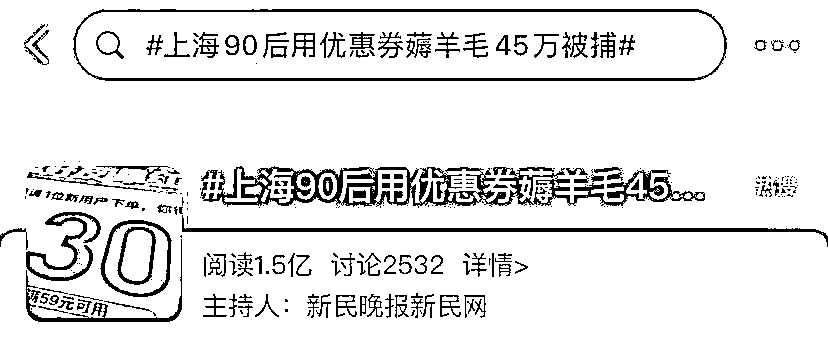 #上海90后用优惠券薅羊毛45万被捕#
#上海90后用优惠券薅羊毛45...
热搜
1位新用户下单，你
30
满59元可用
阅读1.5亿 讨论2532 详情>
主持人：新民晚报新民网